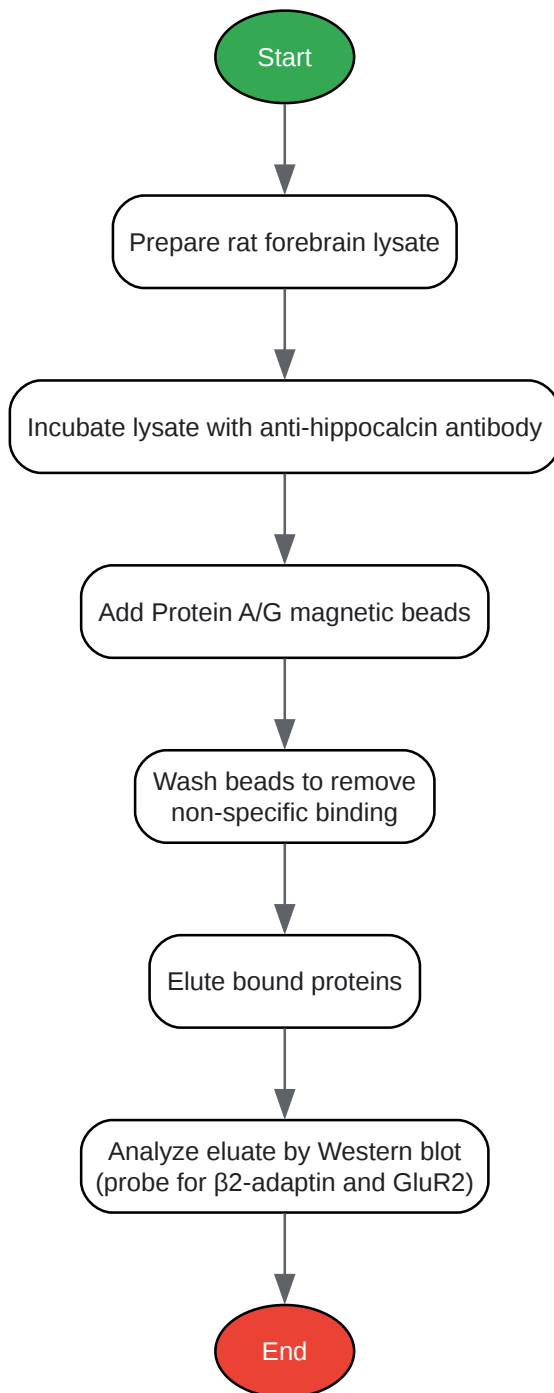 Start
Prepare rat forebrain lysate
Incubate lysate with anti-hippocalcin antibody
Add Protein A/G magnetic beads
Wash beads to remove
non-specific binding
Elute bound proteins
Analyze eluate by Western blot
(probe for β2-adaptin and GluR2)
End